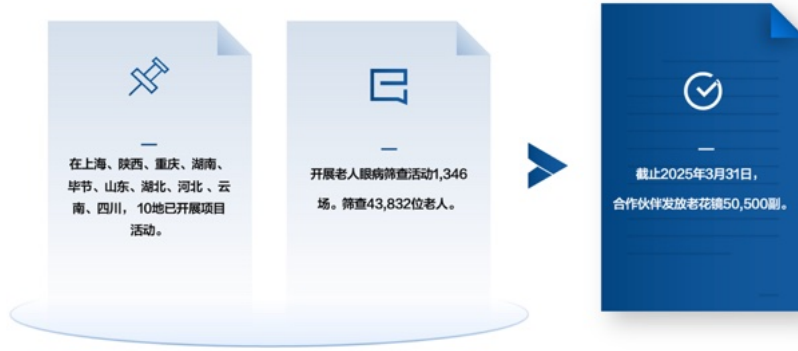 在上海、陕西、重庆、湖南、
毕节、山东、湖北、河北 、云
南、四川， 10地已开展项目
活动。
开展老人眼病筛查活动1,346
场。筛查43,832位老人。
截止2025年3月31日，
合作伙伴发放老花镜50,500副。